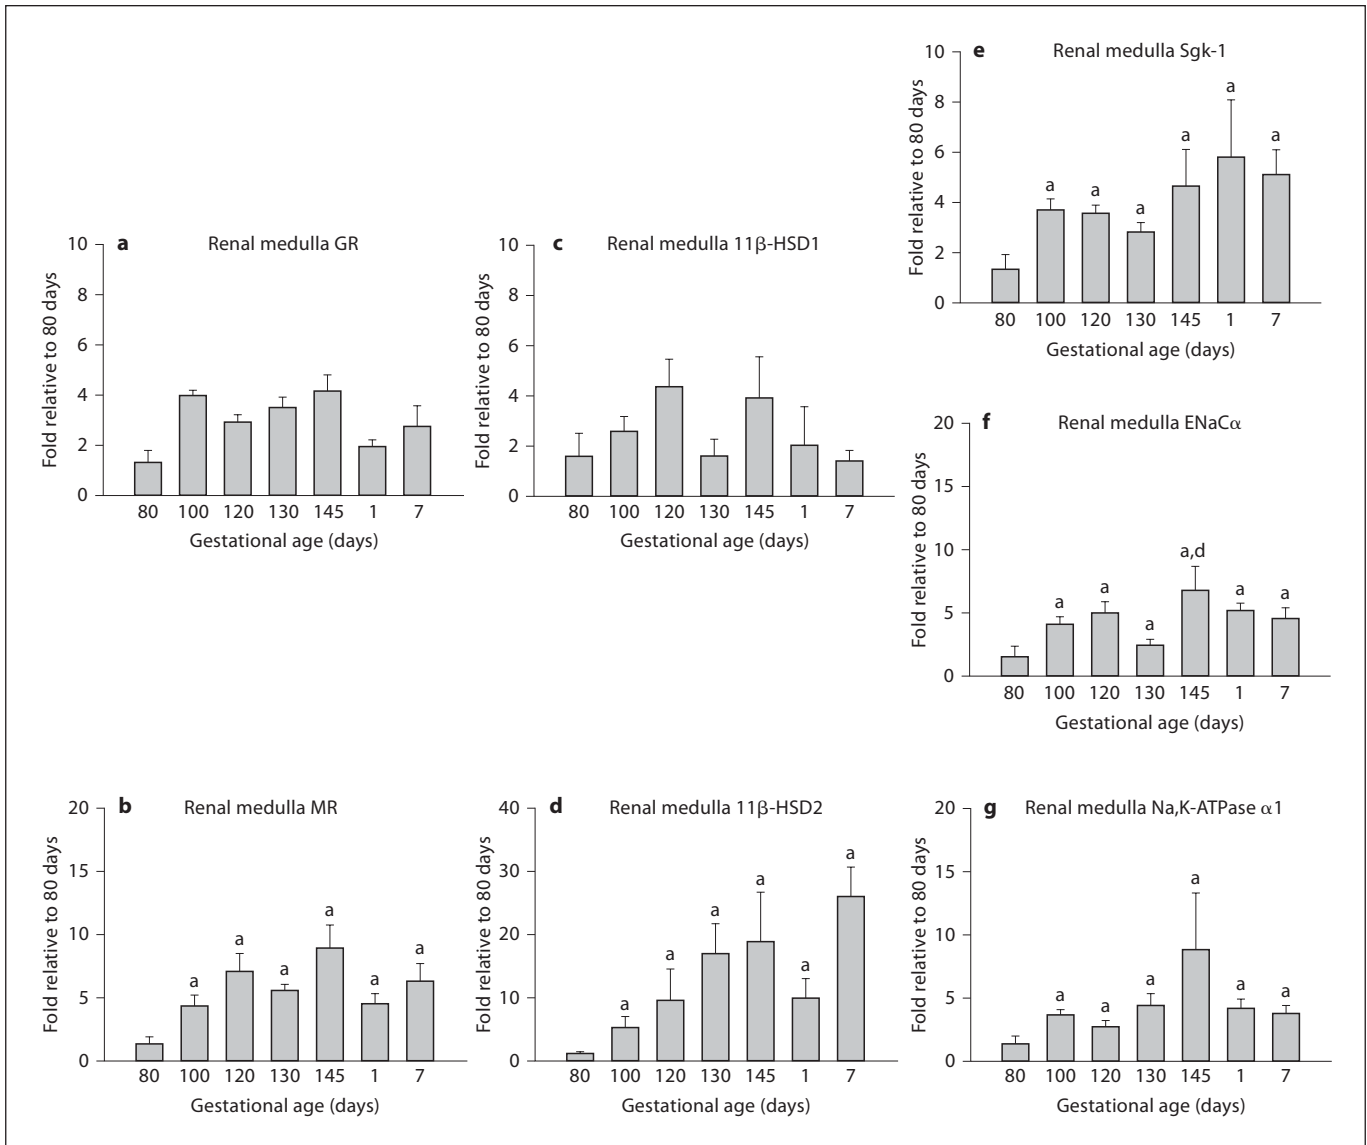 a Renal medulla GR
Fold relative to 80 days
10
8
6
4
2
0
80 100 120 130 145 1 7
Gestational age (days)
b Renal medulla MR
Fold relative to 80 days
20
15
10
5
0
a a a a a a
80 100 120 130 145 1 7
Gestational age (days)
c Renal medulla 11β-HSD1
Fold relative to 80 days
10
8
6
4
2
0
80 100 120 130 145 1 7
Gestational age (days)
d Renal medulla 11β-HSD2
Fold relative to 80 days
40
30
20
10
0
a a a a a a
80 100 120 130 145 1 7
Gestational age (days)
e Renal medulla Sgk-1
Fold relative to 80 days
10
8
6
4
2
0
a a a a a a
80 100 120 130 145 1 7
Gestational age (days)
f Renal medulla ENaCα
Fold relative to 80 days
20
15
10
5
0
a a a a,d a a
80 100 120 130 145 1 7
Gestational age (days)
g Renal medulla Na,K-ATPase α1
Fold relative to 80 days
20
15
10
5
0
a a a a a a
80 100 120 130 145 1 7
Gestational age (days)